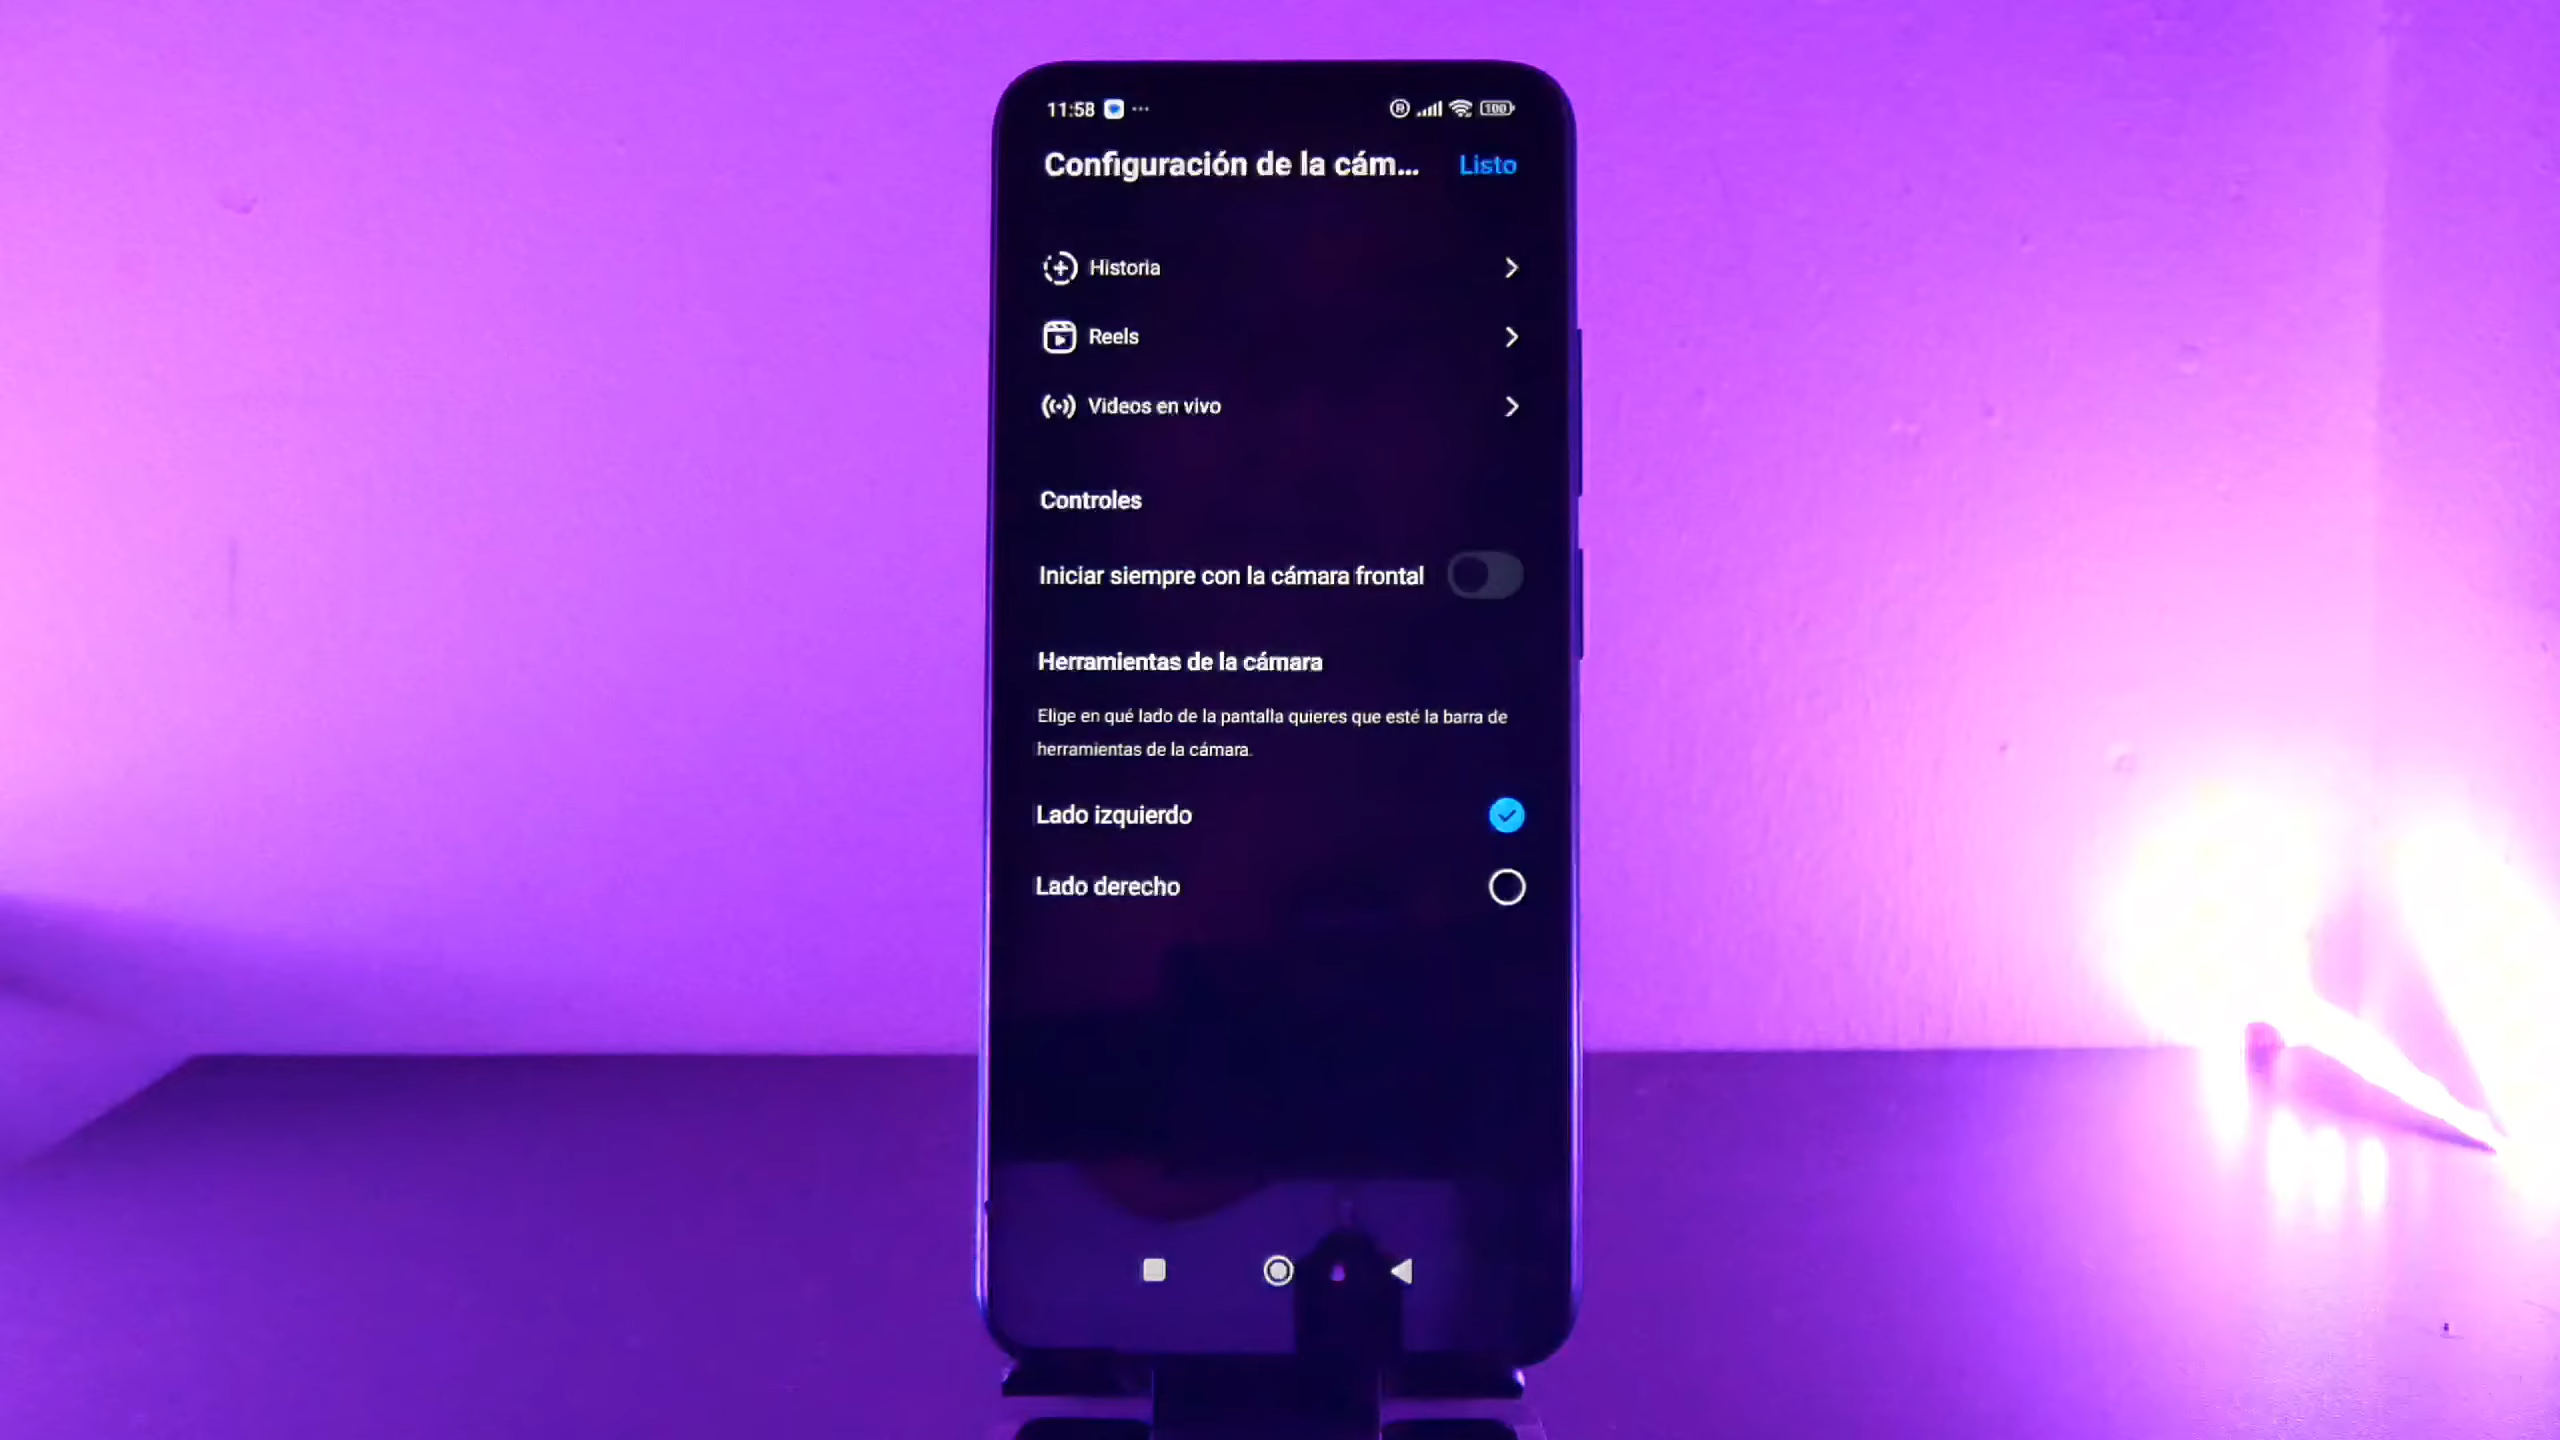 11:58 ... 100
Configuración de la cám... Listo
Historia
Reels
Videos en vivo
Controles
Iniciar siempre con la cámara frontal
Herramientas de la cámara
Elige en qué lado de la pantalla quieres que esté la barra de
herramientas de la cámara.
Lado izquierdo
Lado derecho